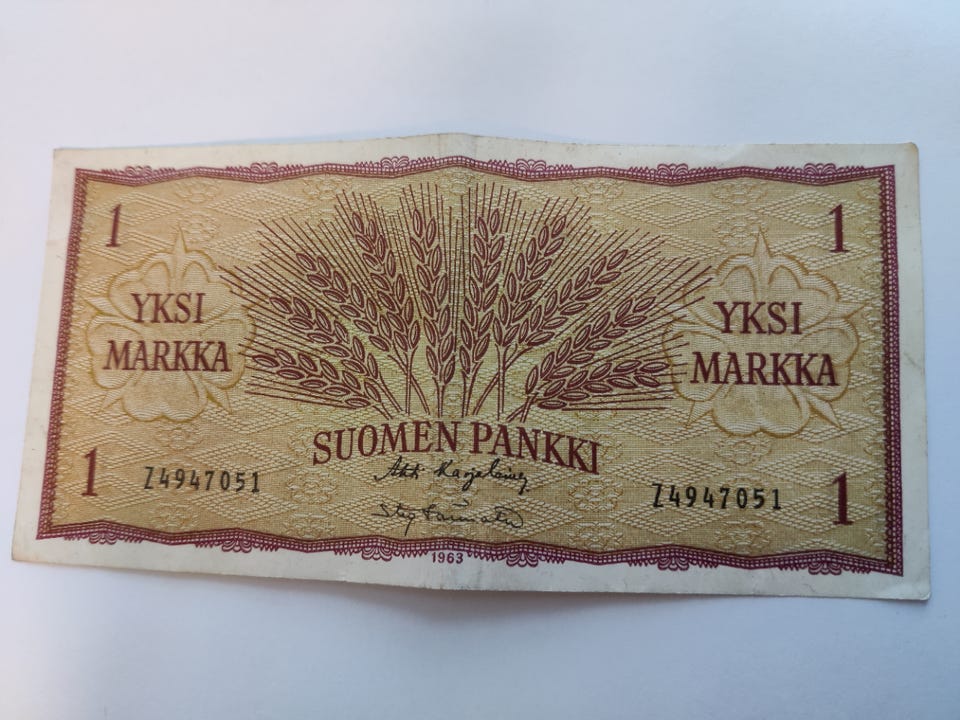 1
1
YKSI
MARKKA
YKSI
MARKKA
SUOMEN PANKKI
1
Z4947051
Z4947051
1
1963